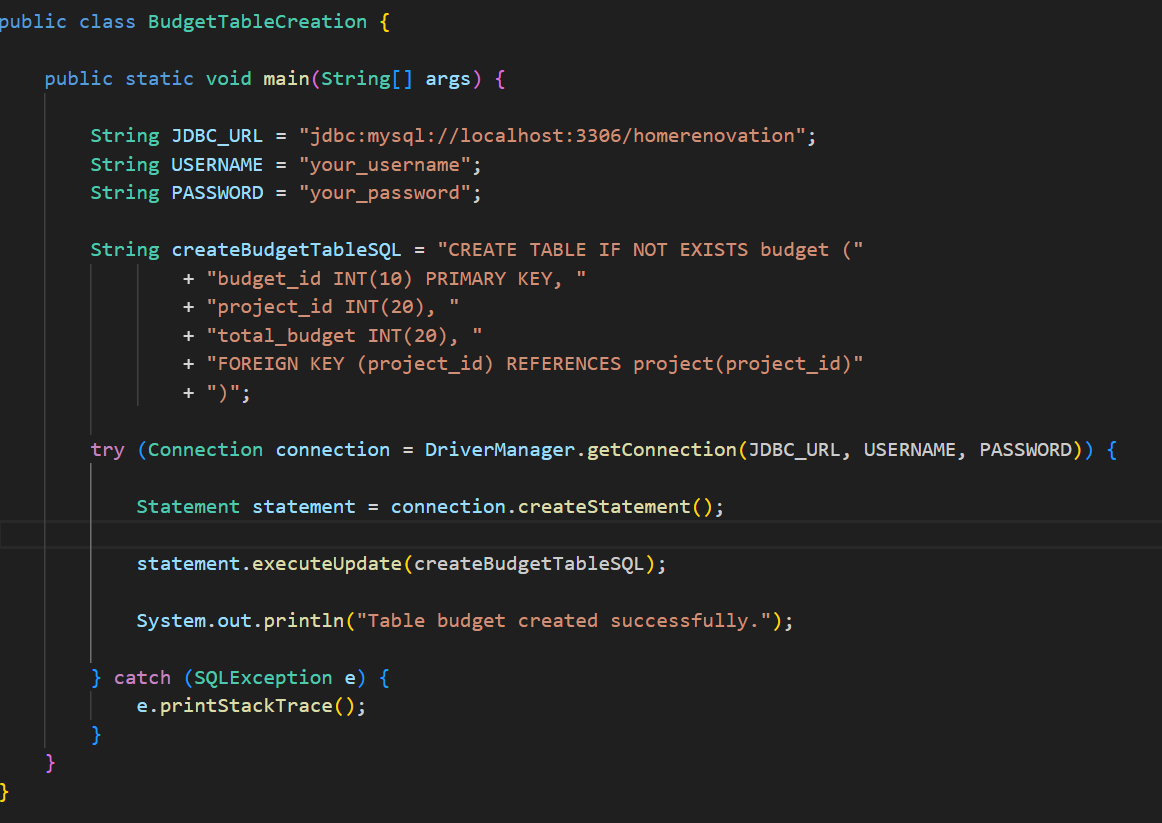 public class BudgetTableCreation {
public static void main(String[] args) {
String JDBC_URL = "jdbc:mysql://localhost:3306/homerenovation";
String USERNAME = "your_username";
String PASSWORD = "your_password";
String createBudgetTableSQL = "CREATE TABLE IF NOT EXISTS budget ("
+ "budget_id INT(10) PRIMARY KEY, "
+ "project_id INT(20), "
+ "total_budget INT(20), "
+ "FOREIGN KEY (project_id) REFERENCES project(project_id)"
+ ")";
try (Connection connection = DriverManager.getConnection(JDBC_URL, USERNAME, PASSWORD)) {
Statement statement = connection.createStatement();
statement.executeUpdate(createBudgetTableSQL);
System.out.println("Table budget created successfully.");
} catch (SQLException e) {
e.printStackTrace();
}
}
}